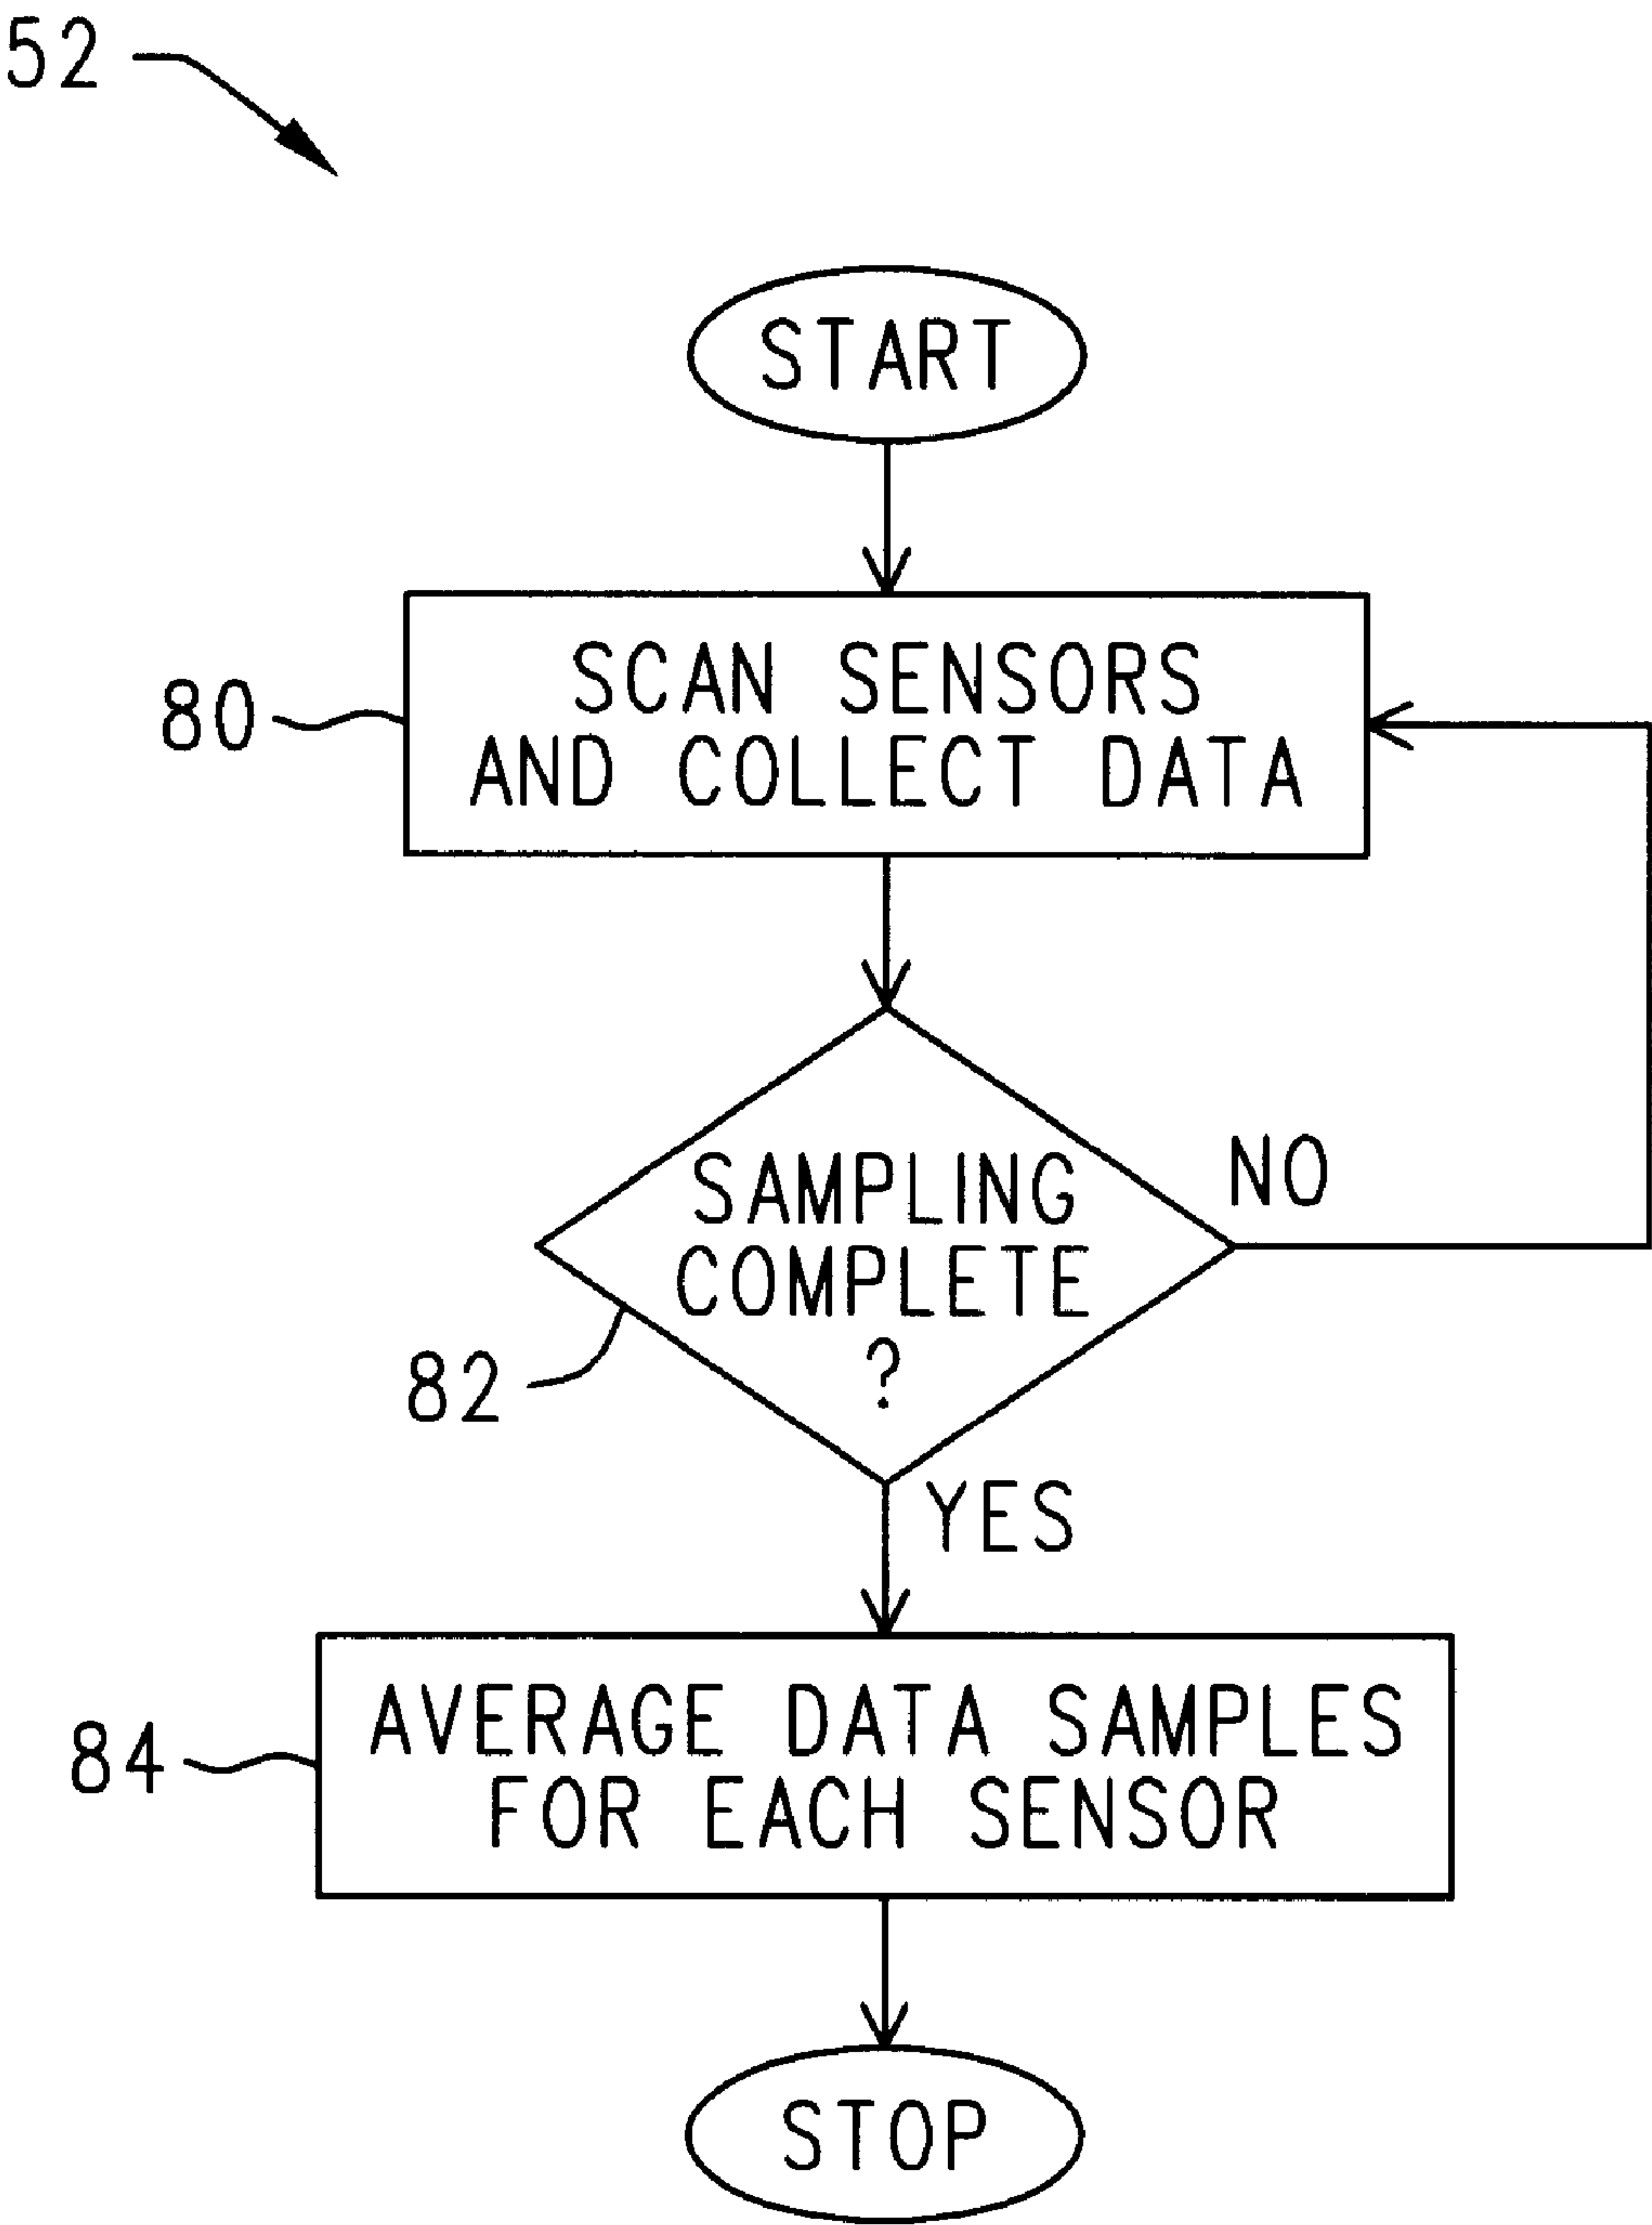 52
START
SCAN SENSORS
AND COLLECT DATA
80
SAMPLING
COMPLETE
?
NO
82
YES
AVERAGE DATA SAMPLES
FOR EACH SENSOR
84
STOP